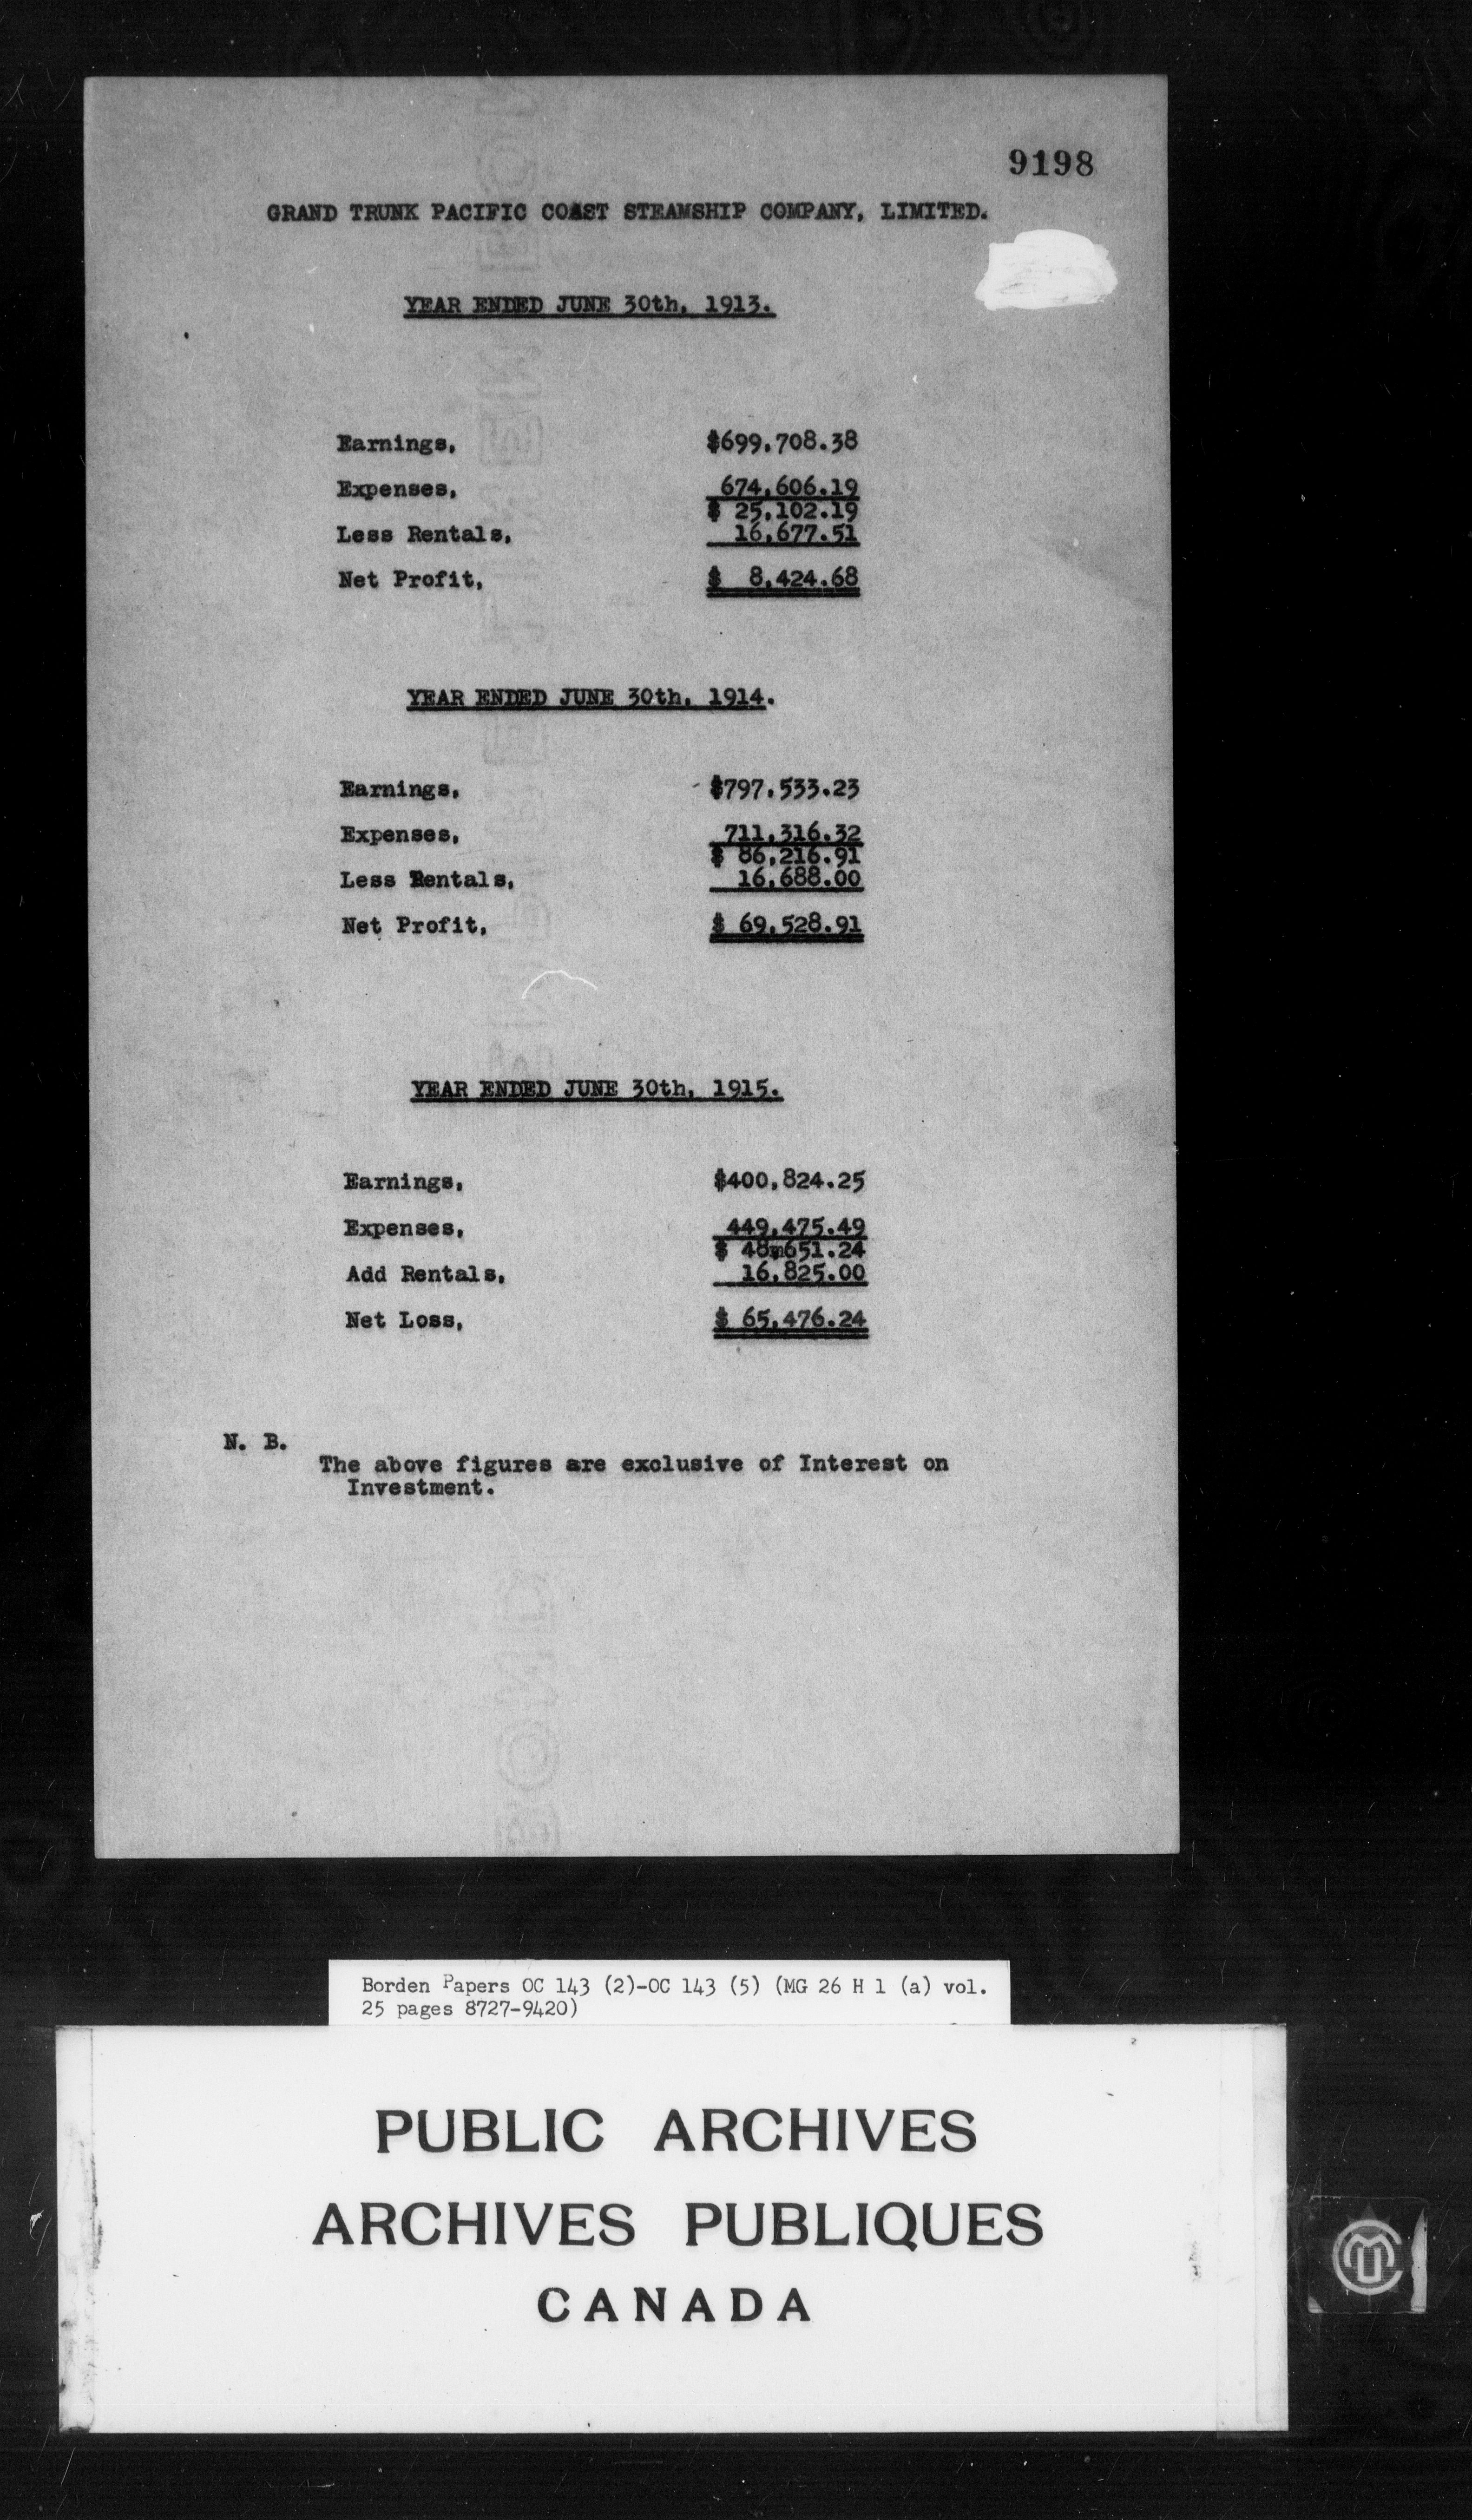 9198
GRAND TRUNK PACIFIC COAST STEAMSHIP COMPANY, LIMITED.
YEAR ENDED JUNE 30th, 1913.
Earnings, $699,708.38
Expenses, 674,606.19
$ 25,102.19
Less Rentals, 16,677.51
Net Profit, $ 8,424.68
YEAR ENDED JUNE 30th, 1914.
Earnings, $797,533.23
Expenses, 711,316.32
$ 86,216.91
Less Rentals, 16,688.00
Net Profit, $ 69,528.91
YEAR ENDED JUNE 30th, 1915.
Earnings, $400,824.25
Expenses, 449,475.49
$ 48m651.24
Add Rentals, 16,825.00
Net Loss, $ 65,476.24
N. B.
The above figures are exclusive of Interest on
Investment.
Borden Papers OC 143 (2)-OC 143 (5) (MG 26 H 1 (a) vol.
25 pages 8727-9420)
PUBLIC ARCHIVES
ARCHIVES PUBLIQUES
CANADA